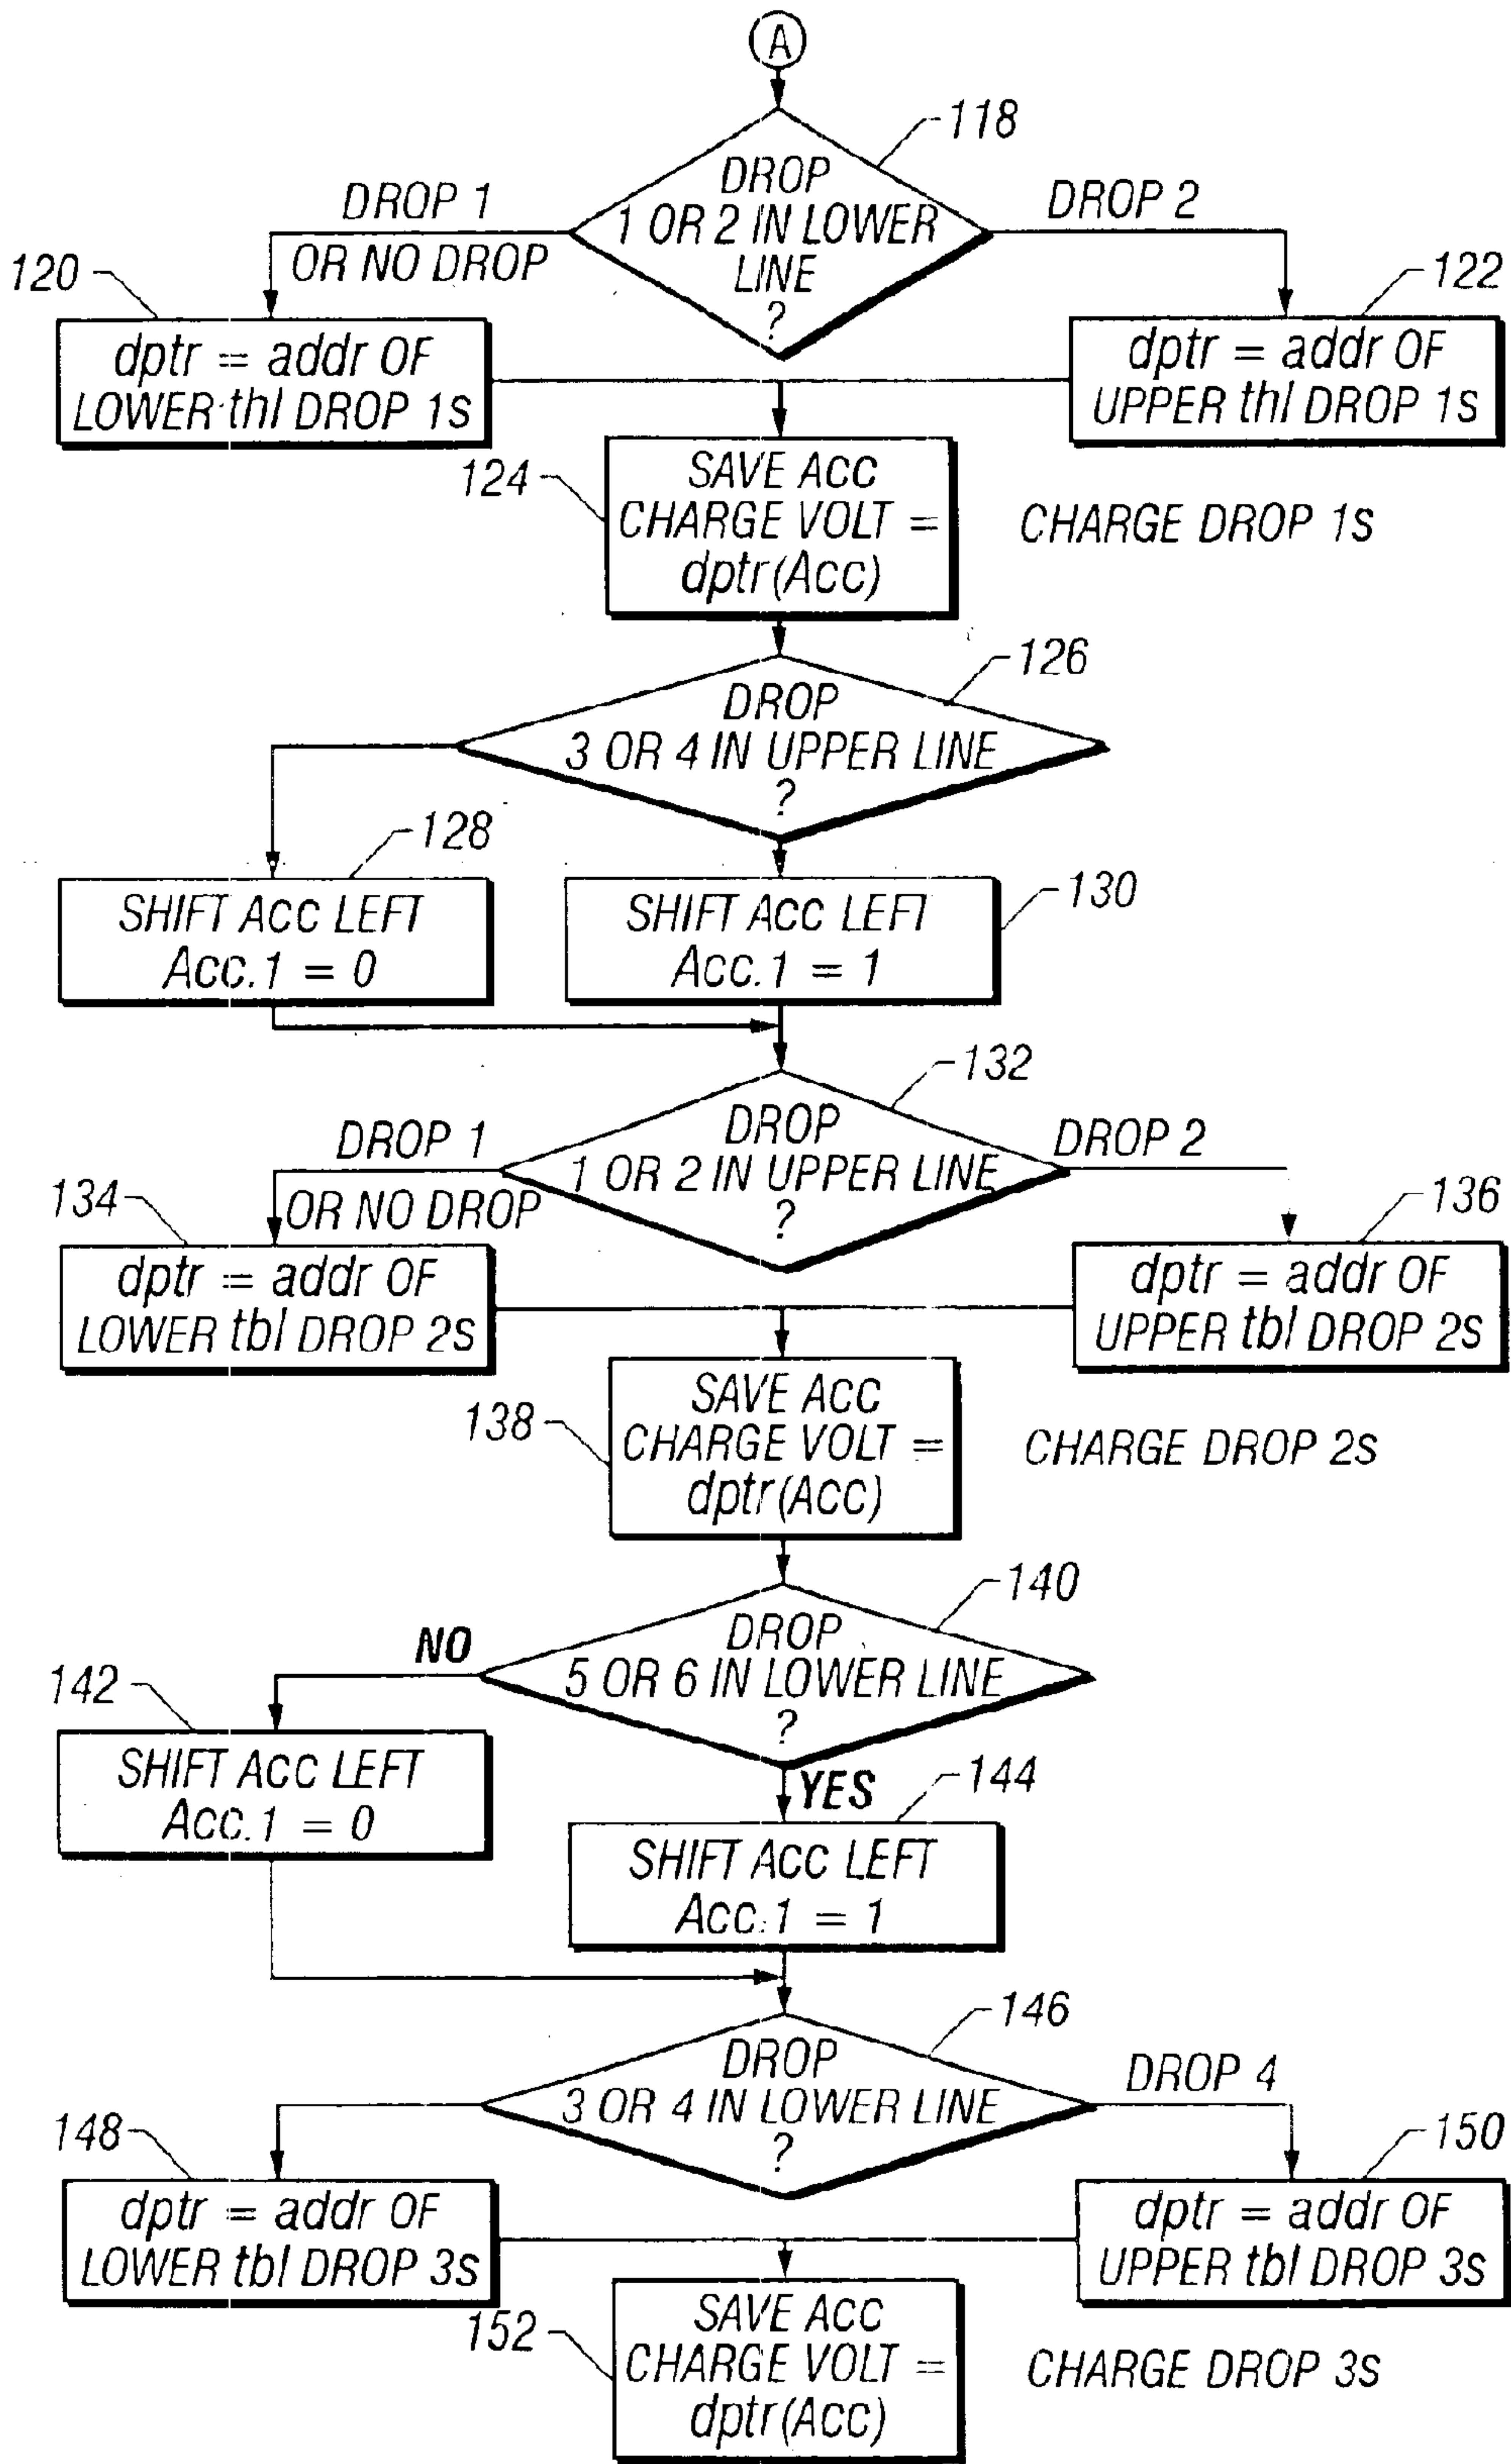 A
118
DROP
1 OR 2 IN LOWER
LINE
?
DROP 1
OR NO DROP
DROP 2
120
dptr = addr OF
LOWER thl DROP 1s
122
dptr = addr OF
UPPER thl DROP 1s
124
SAVE ACC
CHARGE VOLT =
dptr(Acc)
CHARGE DROP 1s
126
DROP
3 OR 4 IN UPPER LINE
?
128
SHIFT ACC LEFT
Acc.1 = 0
130
SHIFT ACC LEFT
Acc.1 = 1
132
DROP
1 OR 2 IN UPPER LINE
?
DROP 1
OR NO DROP
DROP 2
134
dptr = addr OF
LOWER tbl DROP 2s
136
dptr = addr OF
UPPER tbl DROP 2s
138
SAVE ACC
CHARGE VOLT =
dptr(Acc)
CHARGE DROP 2s
140
DROP
5 OR 6 IN LOWER LINE
?
NO
142
SHIFT ACC LEFT
Acc.1 = 0
YES
144
SHIFT ACC LEFT
Acc.1 = 1
146
DROP
3 OR 4 IN LOWER LINE
?
DROP 4
148
dptr = addr OF
LOWER tbl DROP 3s
150
dptr = addr OF
UPPER tbl DROP 3s
152
SAVE ACC
CHARGE VOLT =
dptr(Acc)
CHARGE DROP 3s